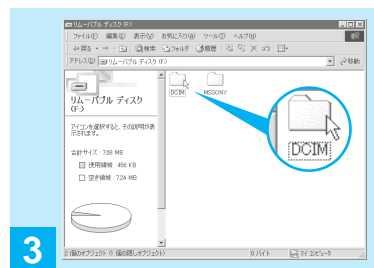 リムーバブル ディスク (F:)
ファイル(F) 編集(E) 表示(V) お気に入り(A) ツール(T) ヘルプ(H)
戻る 検索 フォルダ 履歴
アドレス(D) リムーバブル ディスク (F:) 移動
リムーバブル ディスク
(F:)
アイコンを選択すると、その説明が表
示されます。
合計サイズ : 7.68 MB
使用領域 : 456 KB
空き領域 : 7.24 MB
DCIM
MSSONY
DCIM
2 個のオブジェクト (1 個の隠しオブジェクト) 0 バイト マイ コンピュータ
3